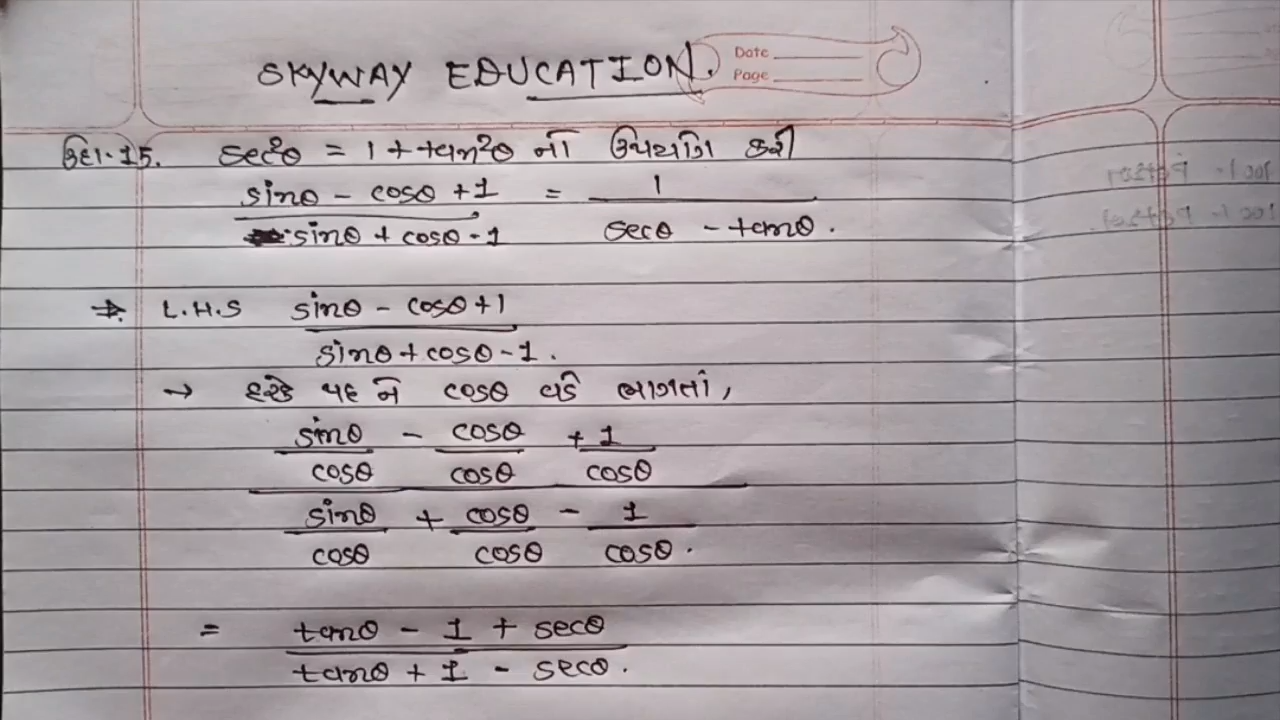 SKYWAY EDUCATION.
Date
Page
ઉદા.15. sec²θ = 1 + tan²θ નો ઉપયોગ કરી
sinθ - cosθ +1 = 1
sinθ + cosθ -1 secθ - tanθ.
⇒ L.H.S sinθ - cosθ +1
sinθ + cosθ -1.
→ દરેક પદ ને cosθ વડે ભાગતાં,
sinθ - cosθ + 1
cosθ cosθ cosθ
sinθ + cosθ - 1
cosθ cosθ cosθ.
= tanθ - 1 + secθ
tanθ + 1 - secθ.